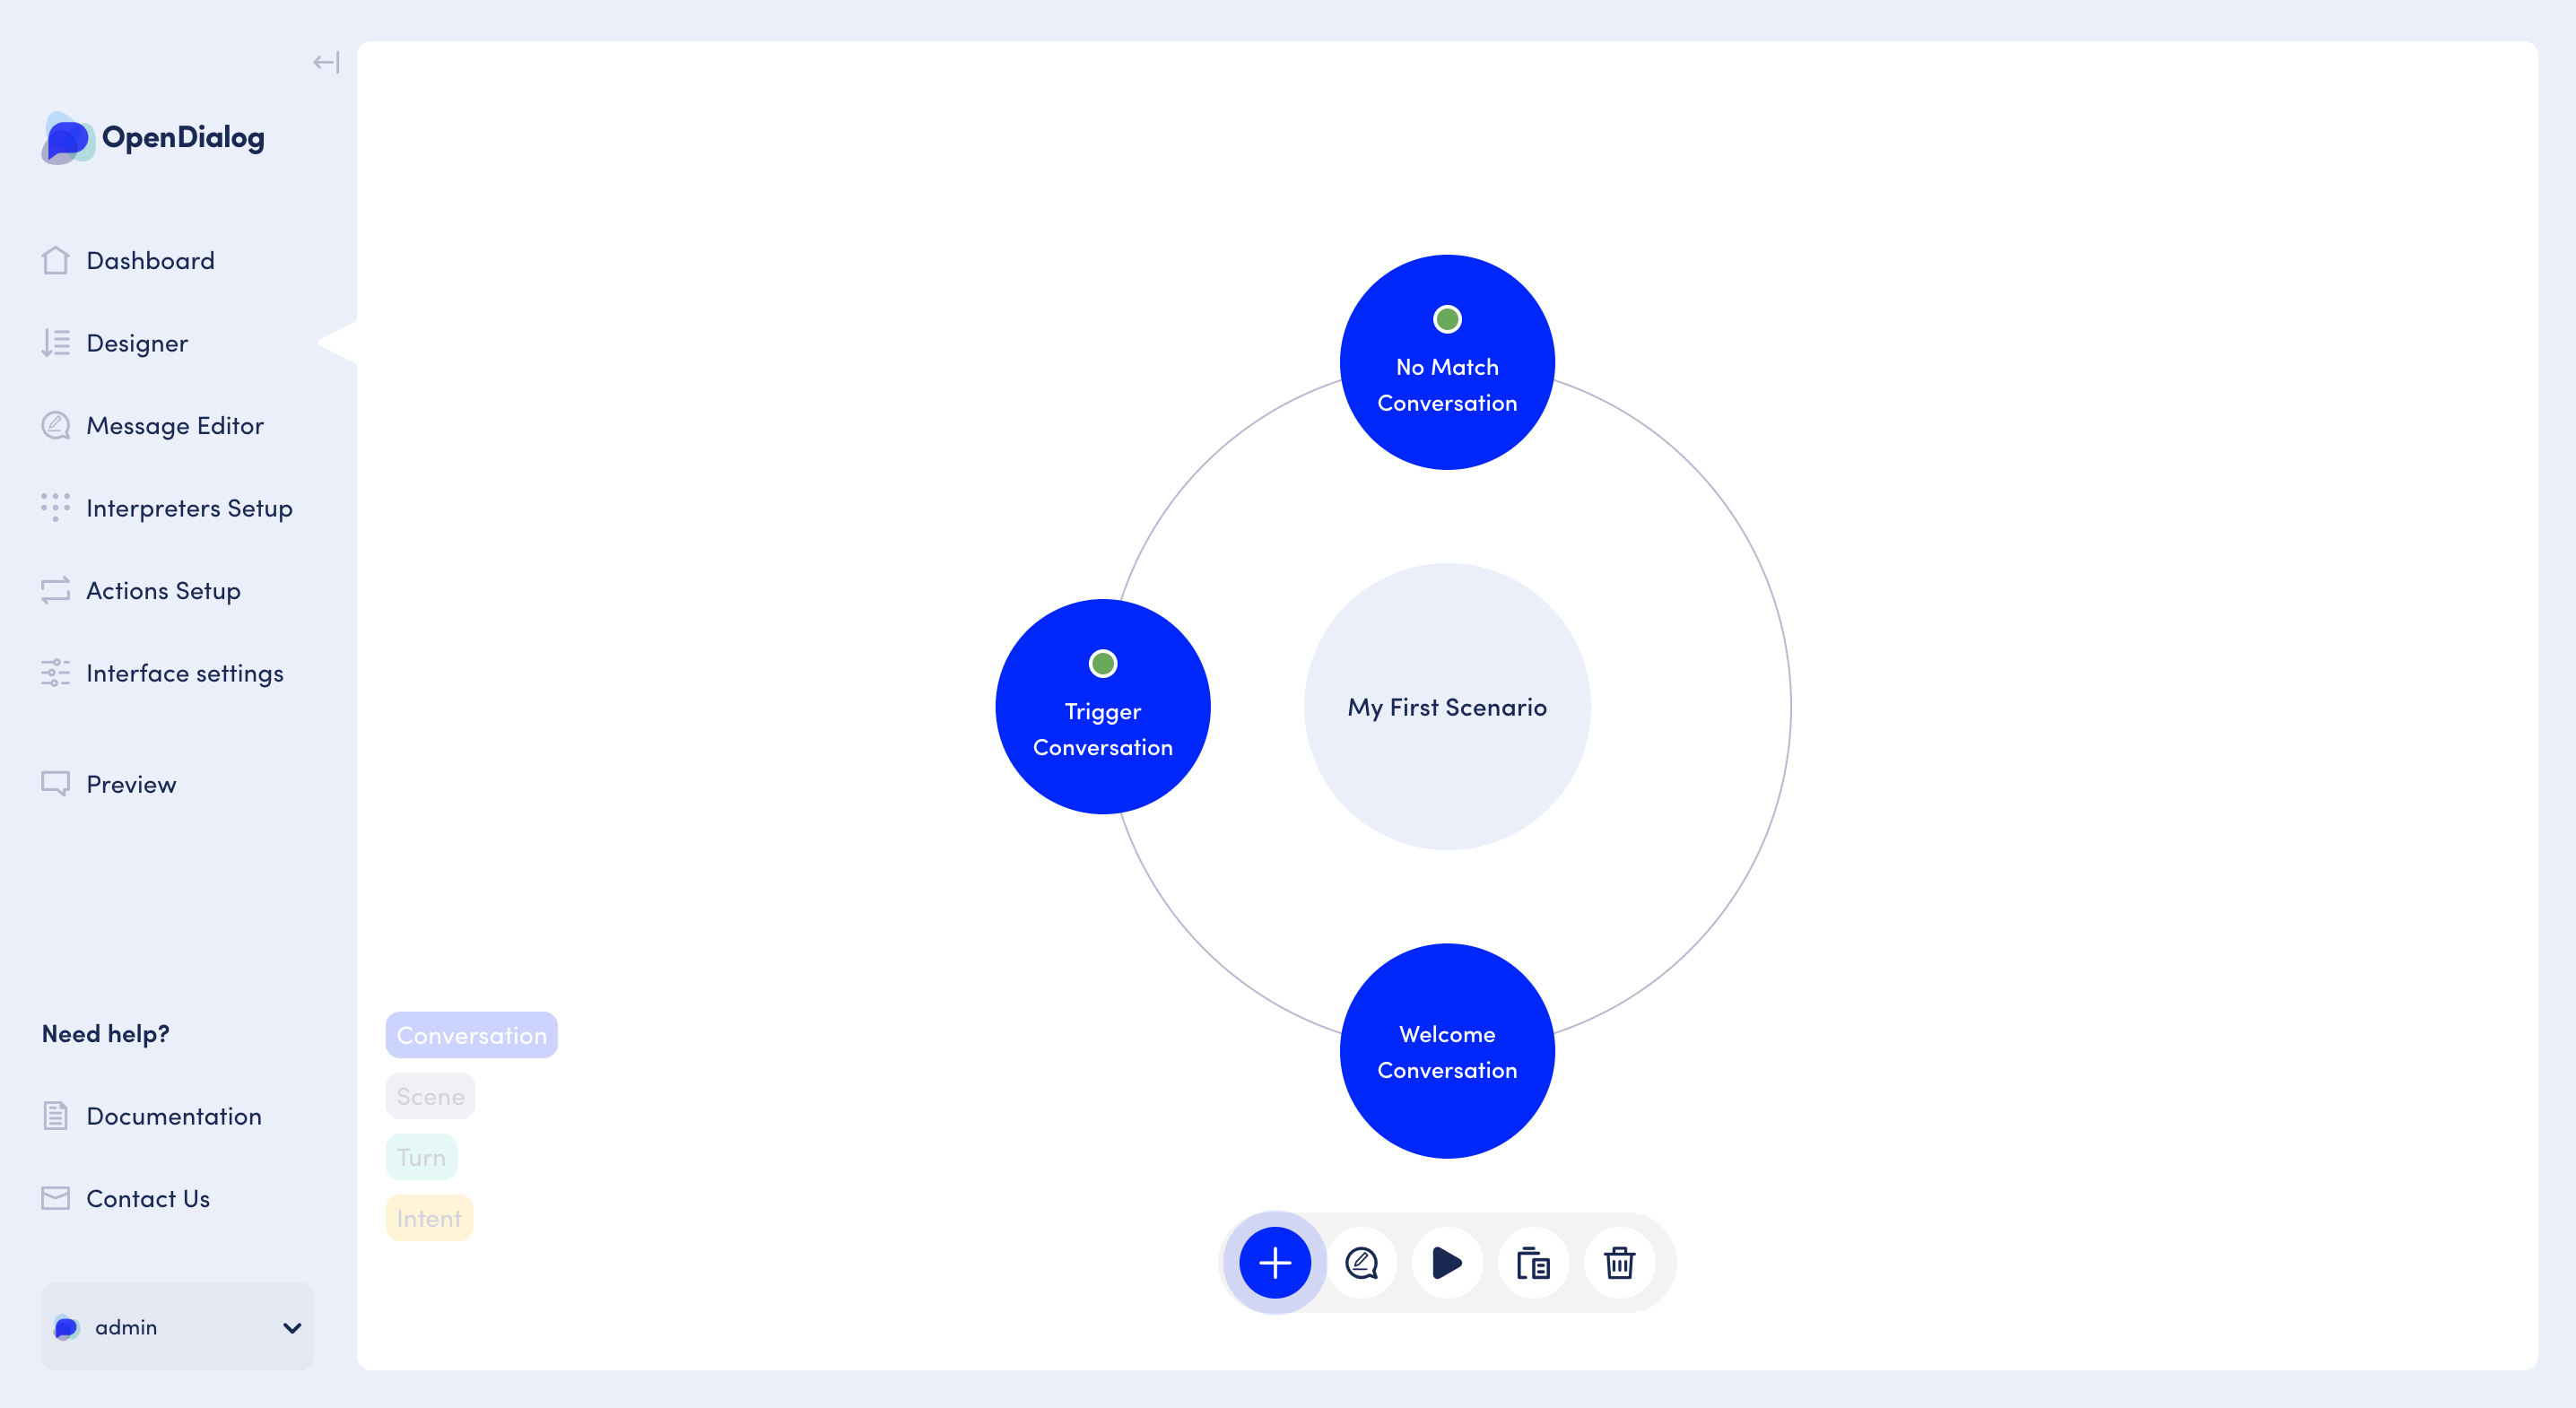 OpenDialog
Dashboard
Designer
Message Editor
Interpreters Setup
Actions Setup
Interface settings
Preview
Need help?
Documentation
Contact Us
admin
No Match
Conversation
Trigger
Conversation
My First Scenario
Welcome
Conversation
Conversation
Scene
Turn
Intent